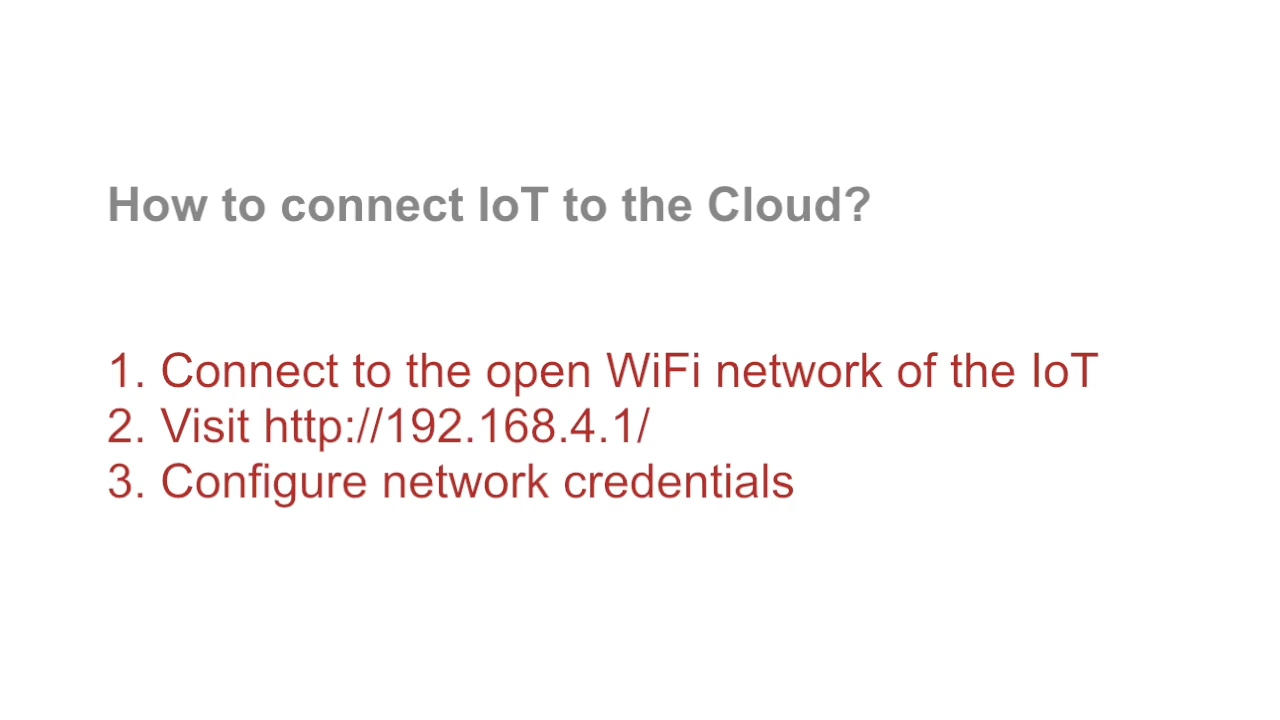 How to connect IoT to the Cloud?
1. Connect to the open WiFi network of the IoT
2. Visit http://192.168.4.1/
3. Configure network credentials